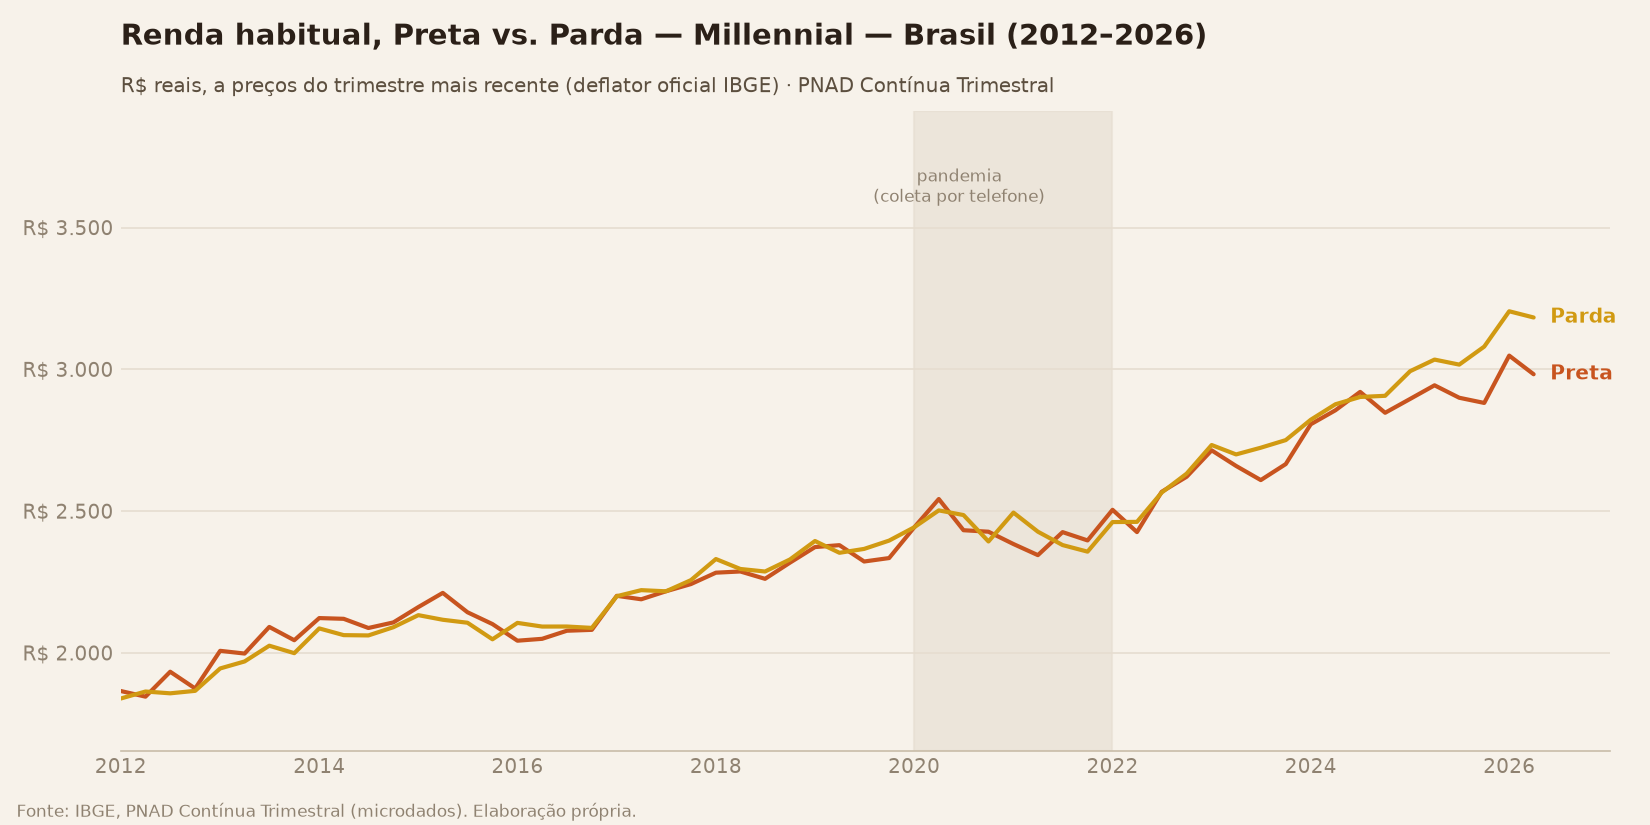 Renda habitual, Preta vs. Parda — Millennial — Brasil (2012–2026)
R$ reais, a preços do trimestre mais recente (deflator oficial IBGE) · PNAD Contínua Trimestral
pandemia
(coleta por telefone)
R$ 3.500
Parda
R$ 3.000
Preta
R$ 2.500
R$ 2.000
2012 2014 2016 2018 2020 2022 2024 2026
Fonte: IBGE, PNAD Contínua Trimestral (microdados). Elaboração própria.